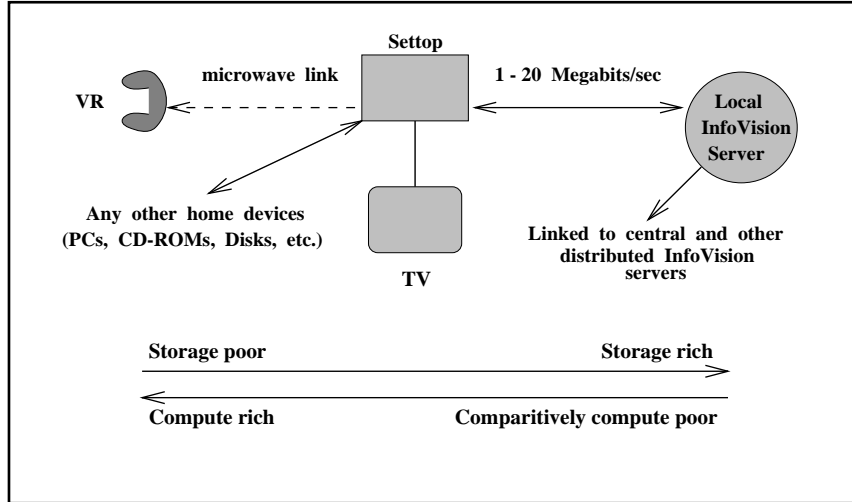 Settop
microwave link
1 - 20 Megabits/sec
VR
Local
InfoVision
Server
Any other home devices
(PCs, CD-ROMs, Disks, etc.)
TV
Linked to central and other
distributed InfoVision
servers
Storage poor
Storage rich
Compute rich
Comparitively compute poor